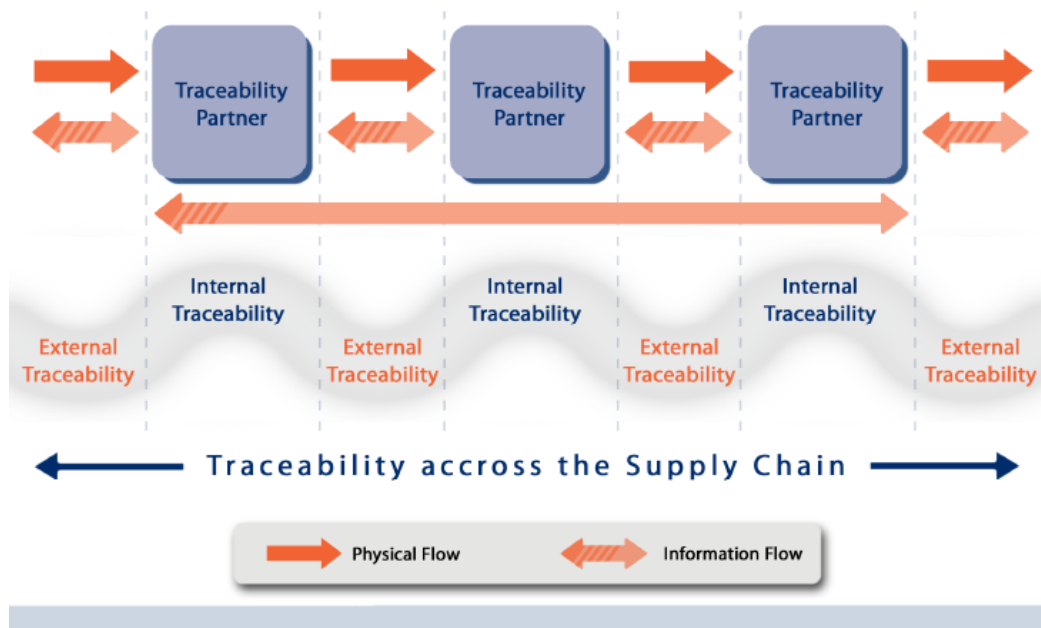 Traceability
Partner
Traceability
Partner
Traceability
Partner
Internal
Traceability
Internal
Traceability
Internal
Traceability
External
Traceability
External
Traceability
External
Traceability
External
Traceability
Traceability accross the Supply Chain
Physical Flow
Information Flow